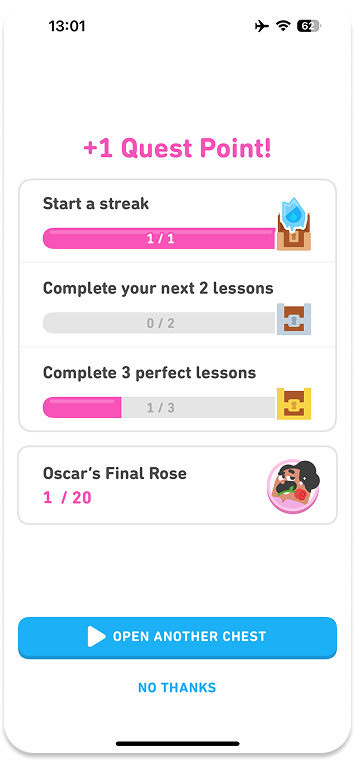 13:01
62
+1 Quest Point!
Start a streak
1 / 1
Complete your next 2 lessons
0 / 2
Complete 3 perfect lessons
1 / 3
Oscar's Final Rose
1 / 20
OPEN ANOTHER CHEST
NO THANKS